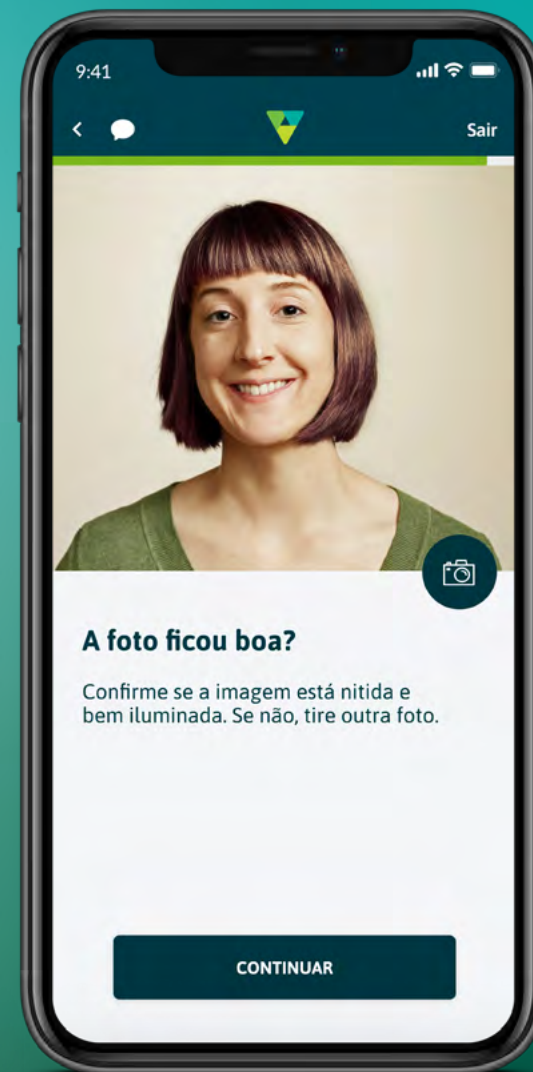 9:41
Sair
A foto ficou boa?
Confirme se a imagem está nitida e
bem iluminada. Se não, tire outra foto.
CONTINUAR